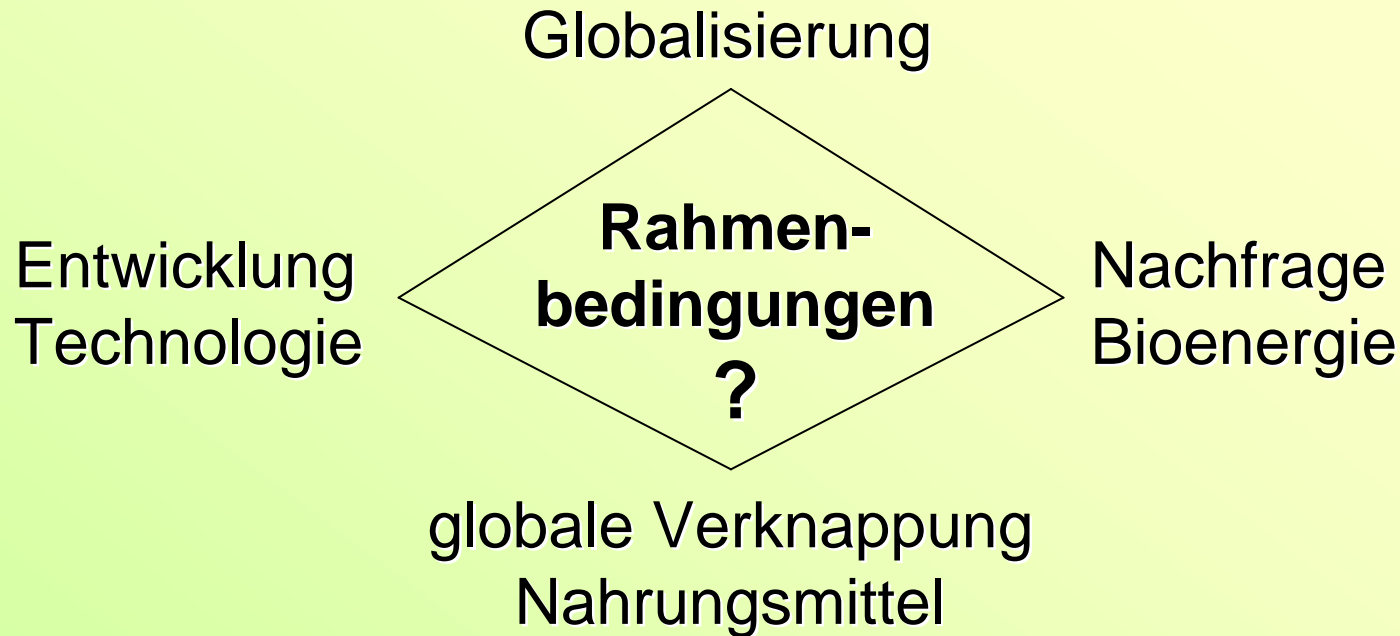 Globalisierung
Rahmen-
bedingungen
?
Entwicklung
Technologie
Nachfrage
Bioenergie
globale Verknappung
Nahrungsmittel